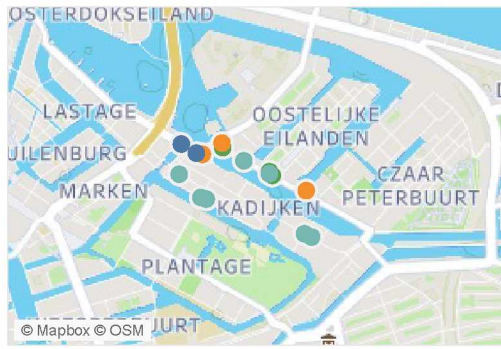 OSTERDOKSEILAND
LASTAGE
OOSTELIJKE
EILANDEN
UILENBURG
CZAAR
PETERBUURT
MARKEN
KADIJKEN
PLANTAGE
© Mapbox © OSM